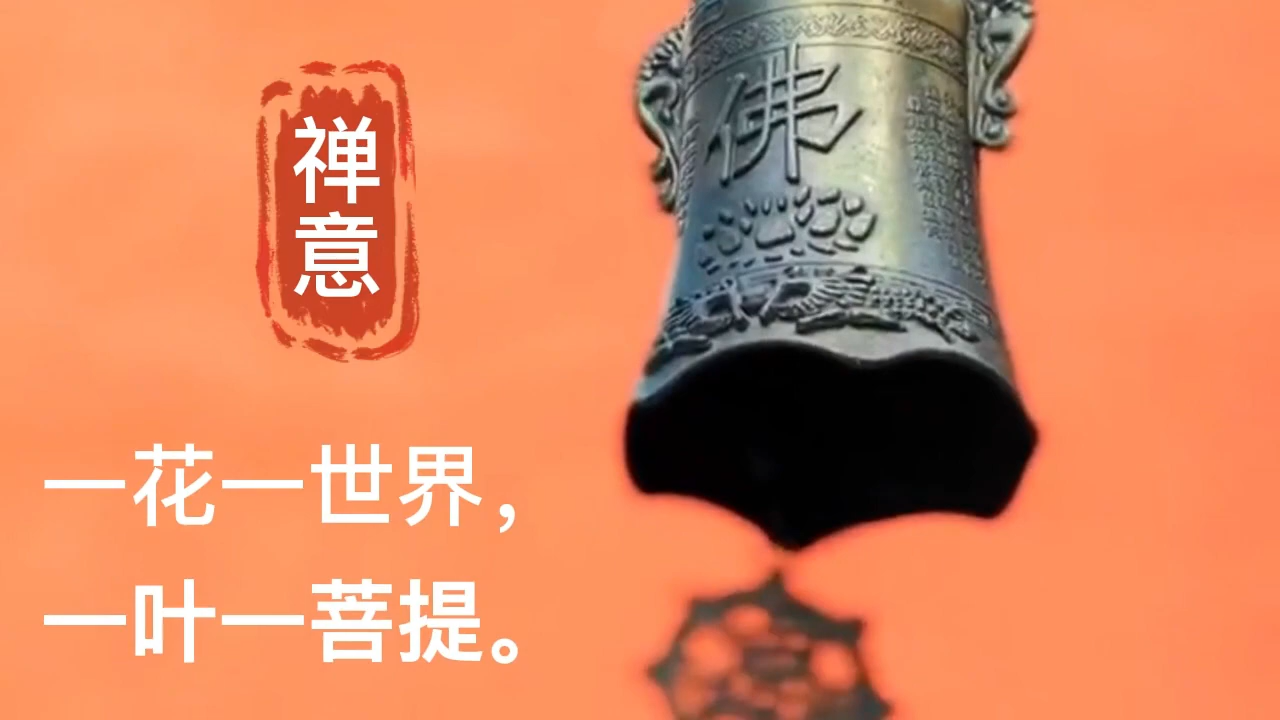 禅意
佛
一花一世界，
一叶一菩提。